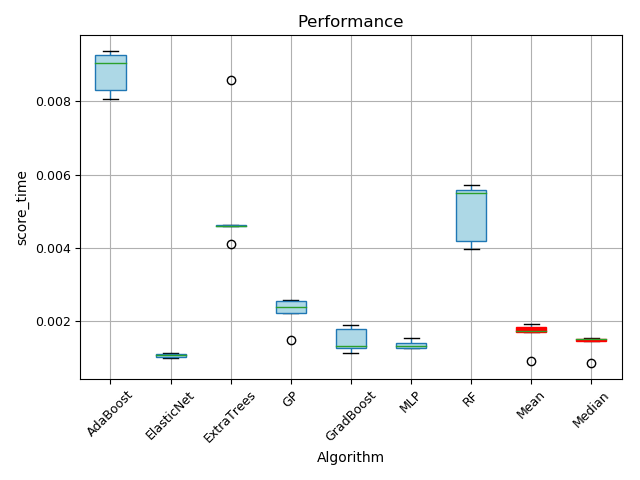 Performance
score_time
0.008
0.006
0.004
0.002
AdaBoost
ElasticNet
ExtraTrees
GP
GradBoost
MLP
RF
Mean
Median
Algorithm